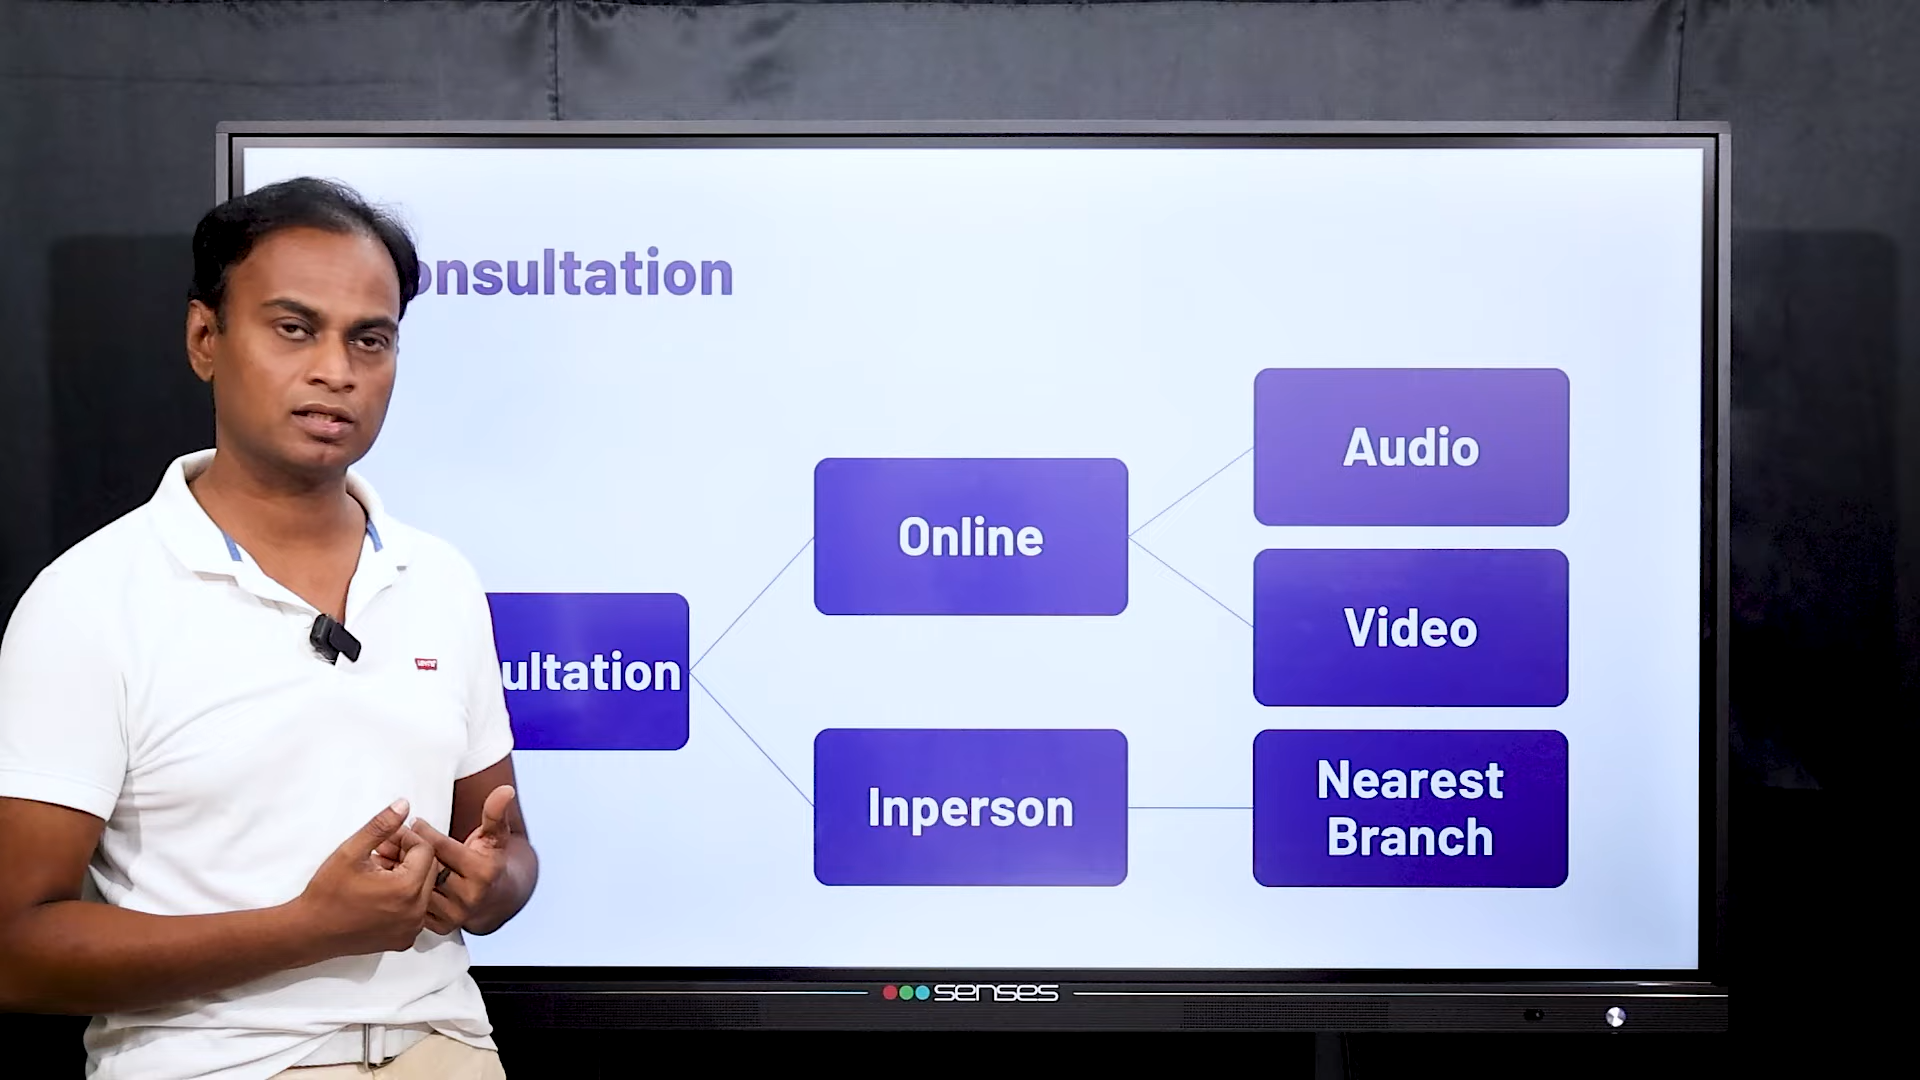 onsultation
Audio
Online
Video
ultation
Inperson
Nearest
Branch
senses